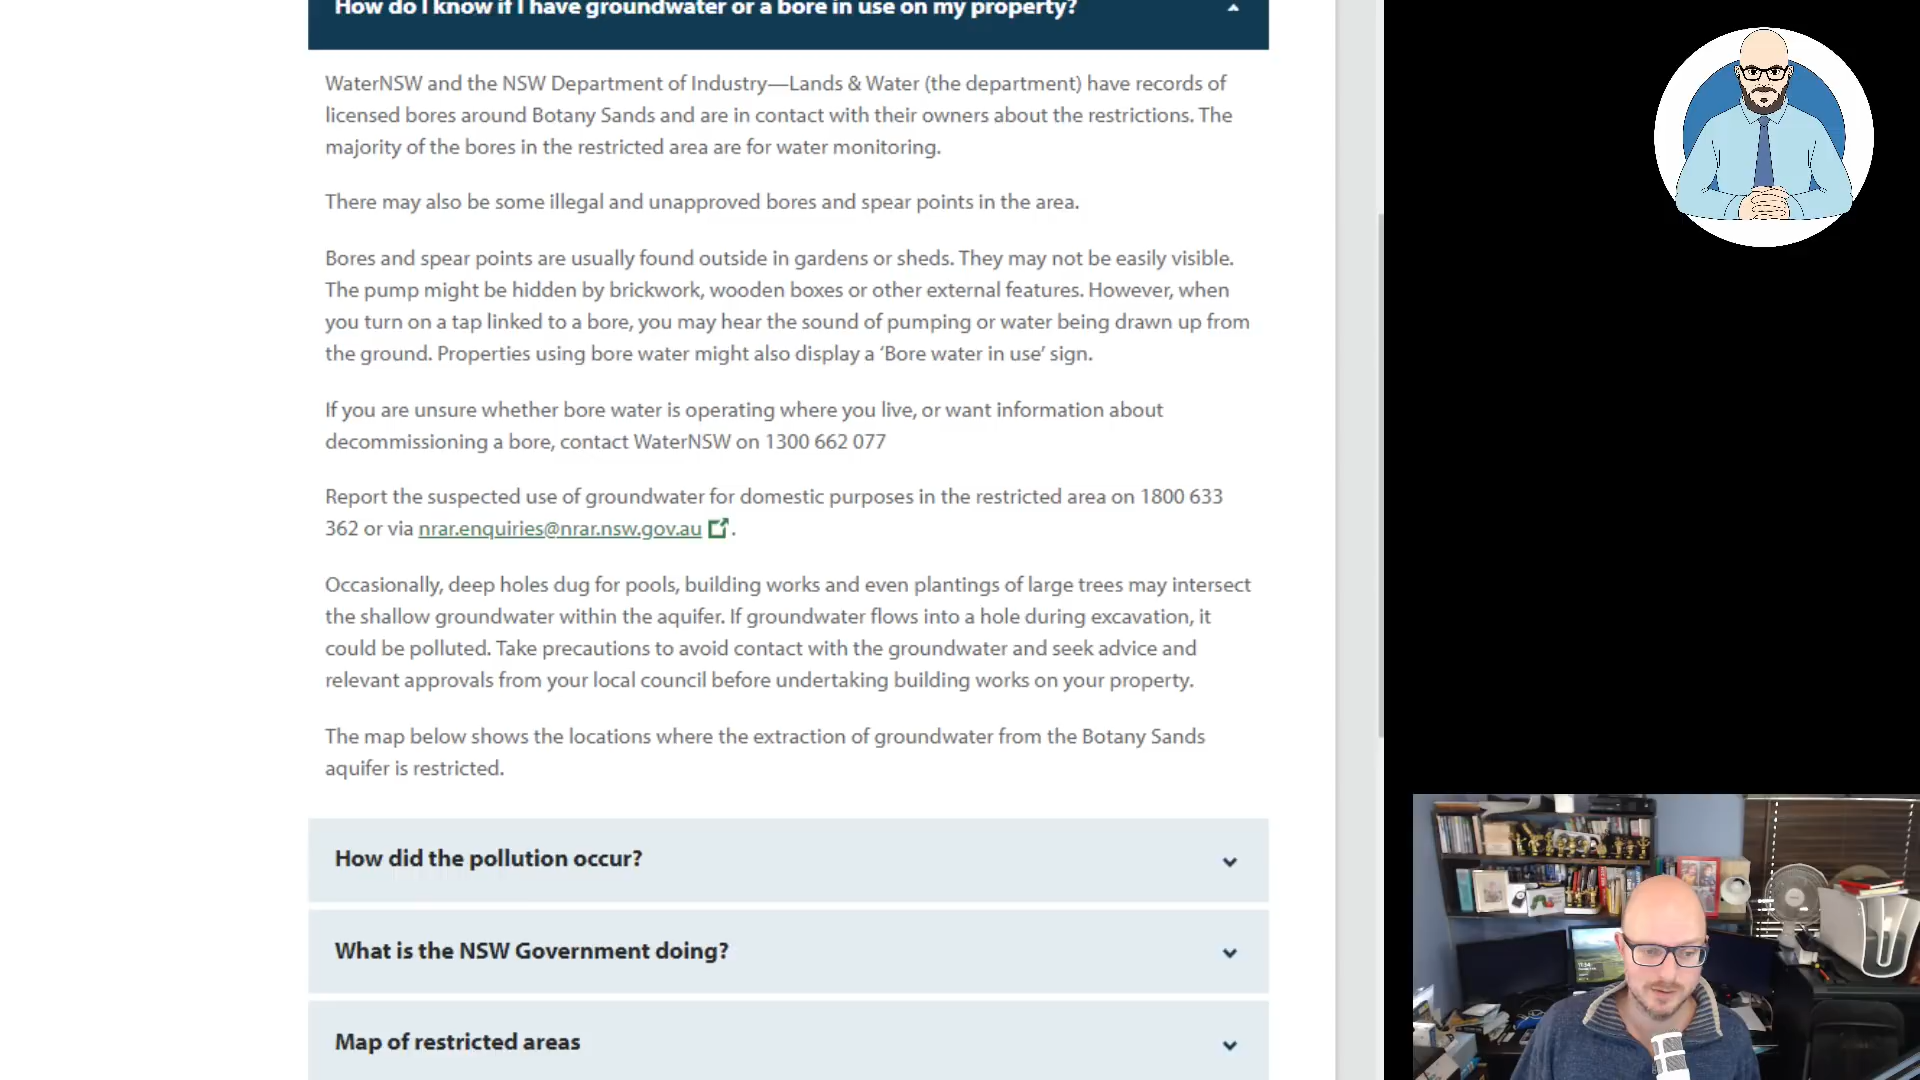 How do I know if I have groundwater or a bore in use on my property?
WaterNSW and the NSW Department of Industry—Lands & Water (the department) have records of
licensed bores around Botany Sands and are in contact with their owners about the restrictions. The
majority of the bores in the restricted area are for water monitoring.
There may also be some illegal and unapproved bores and spear points in the area.
Bores and spear points are usually found outside in gardens or sheds. They may not be easily visible.
The pump might be hidden by brickwork, wooden boxes or other external features. However, when
you turn on a tap linked to a bore, you may hear the sound of pumping or water being drawn up from
the ground. Properties using bore water might also display a ‘Bore water in use’ sign.
If you are unsure whether bore water is operating where you live, or want information about
decommissioning a bore, contact WaterNSW on 1300 662 077
Report the suspected use of groundwater for domestic purposes in the restricted area on 1800 633
362 or via nrar.enquiries@nrar.nsw.gov.au .
Occasionally, deep holes dug for pools, building works and even plantings of large trees may intersect
the shallow groundwater within the aquifer. If groundwater flows into a hole during excavation, it
could be polluted. Take precautions to avoid contact with the groundwater and seek advice and
relevant approvals from your local council before undertaking building works on your property.
The map below shows the locations where the extraction of groundwater from the Botany Sands
aquifer is restricted.
How did the pollution occur?
What is the NSW Government doing?
Map of restricted areas